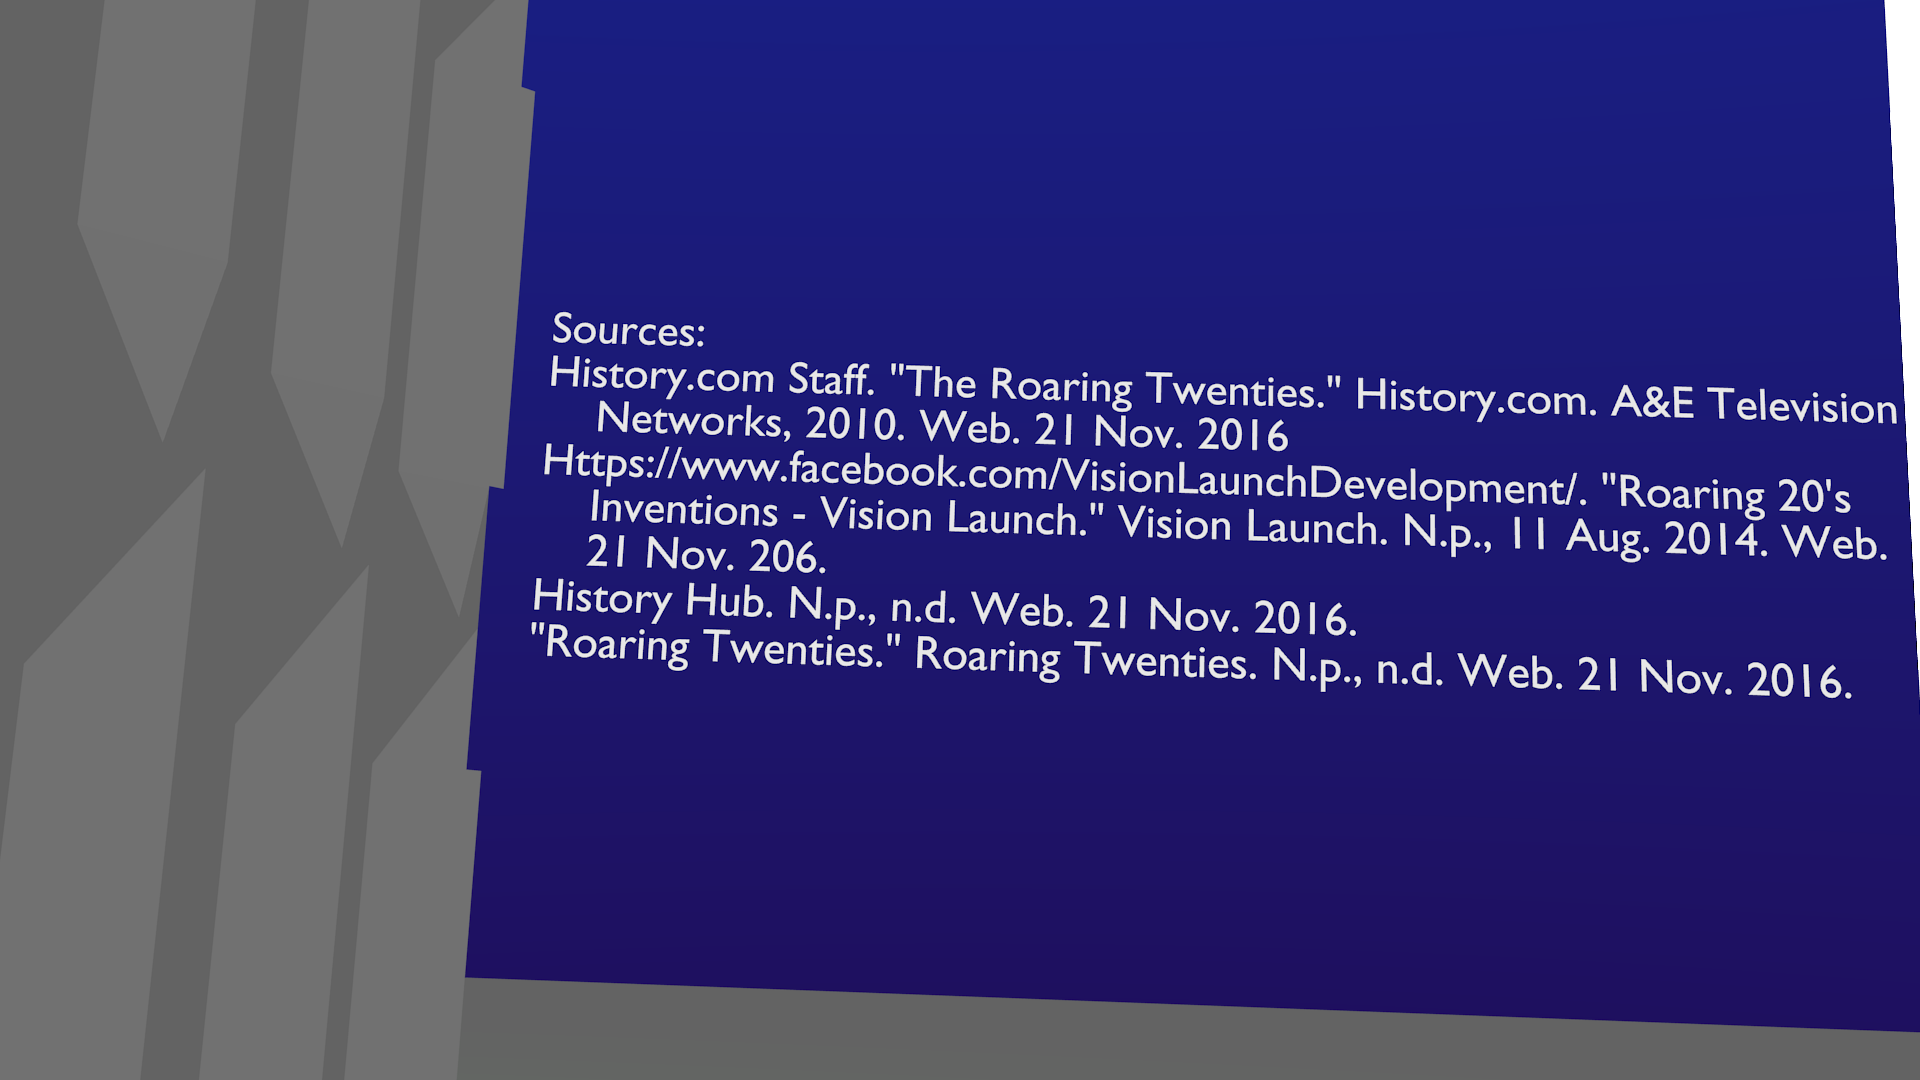 Sources:
History.com Staff. "The Roaring Twenties." History.com. A&E Television
Networks, 2010. Web. 21 Nov. 2016
Https://www.facebook.com/VisionLaunchDevelopment/. "Roaring 20's
Inventions - Vision Launch." Vision Launch. N.p., 11 Aug. 2014. Web.
21 Nov. 206.
History Hub. N.p., n.d. Web. 21 Nov. 2016.
"Roaring Twenties." Roaring Twenties. N.p., n.d. Web. 21 Nov. 2016.